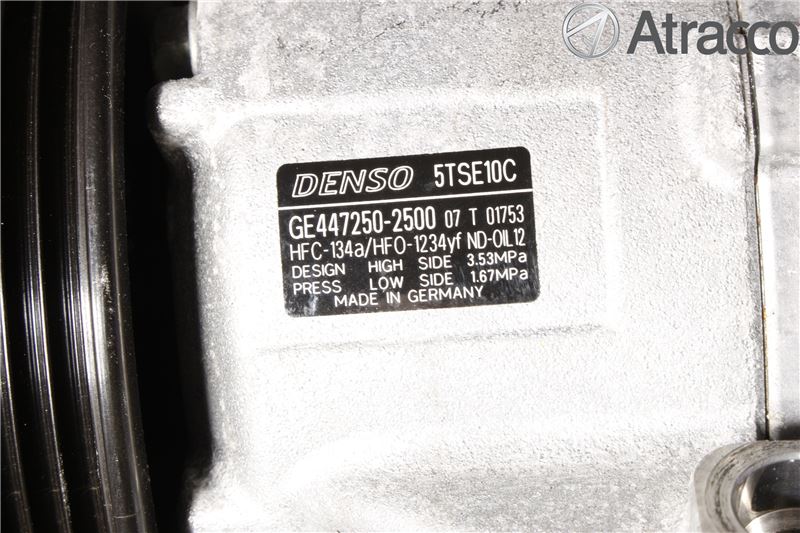 Atracco
DENSO 5TSE10C
GE447250-2500 07 T 01753
HFC-134a/HFO-1234yf ND-OIL12
DESIGN HIGH SIDE 3.53MPa
PRESS LOW SIDE 1.67MPa
MADE IN GERMANY